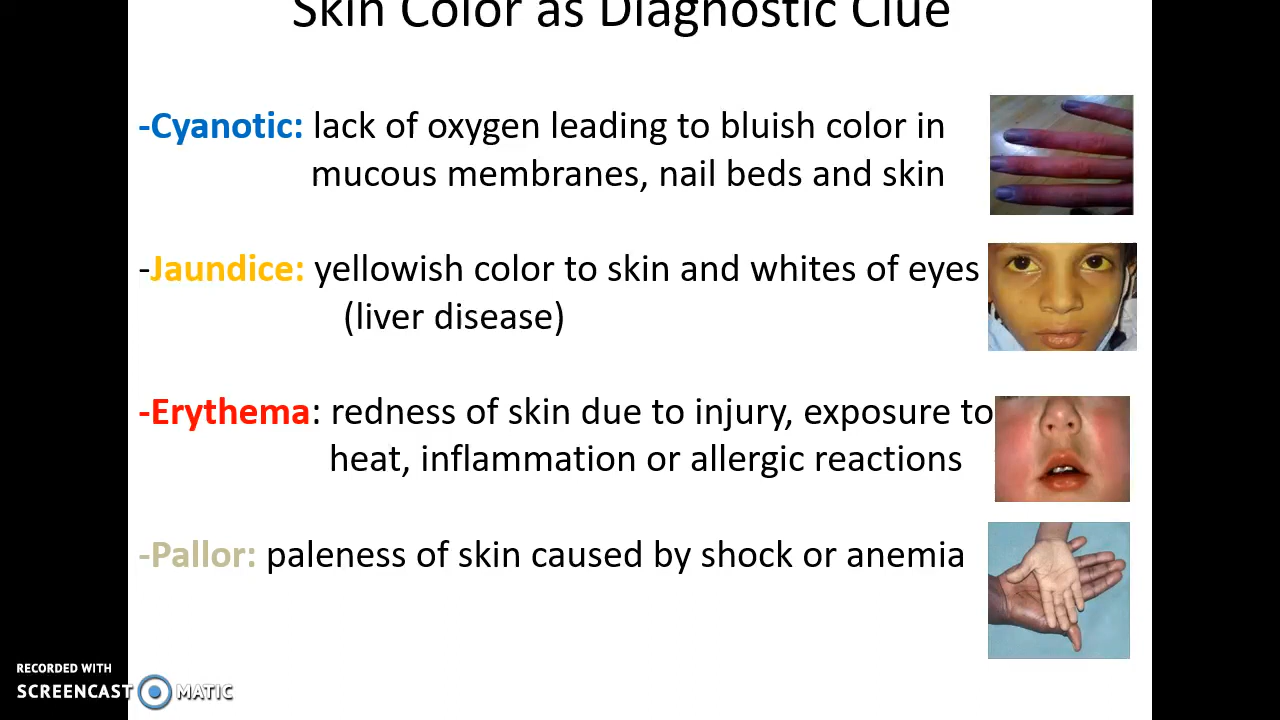 Skin Color as Diagnostic Clue
-Cyanotic: lack of oxygen leading to bluish color in
mucous membranes, nail beds and skin
-Jaundice: yellowish color to skin and whites of eyes
(liver disease)
-Erythema: redness of skin due to injury, exposure to
heat, inflammation or allergic reactions
-Pallor: paleness of skin caused by shock or anemia
RECORDED WITH
SCREENCAST MATIC